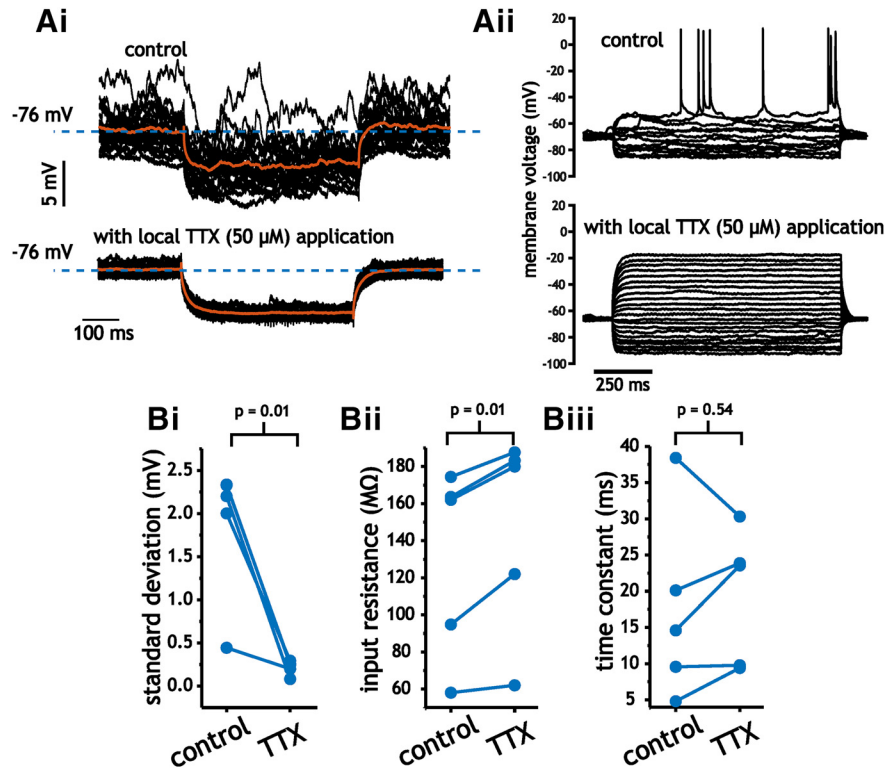 Ai
control
-76 mV
5 mV
with local TTX (50 µM) application
-76 mV
100 ms
Aii
membrane voltage (mV)
20
0
-20
-40
-60
-80
-100
control
20
0
-20
-40
-60
-80
-100
with local TTX (50 µM) application
250 ms
Bi
p = 0.01
standard deviation (mV)
2.5
2.0
1.5
1.0
0.5
0.0
control
TTX
Bii
p = 0.01
input resistance (MΩ)
180
160
140
120
100
80
60
control
TTX
Biii
p = 0.54
time constant (ms)
40
35
30
25
20
15
10
5
control
TTX